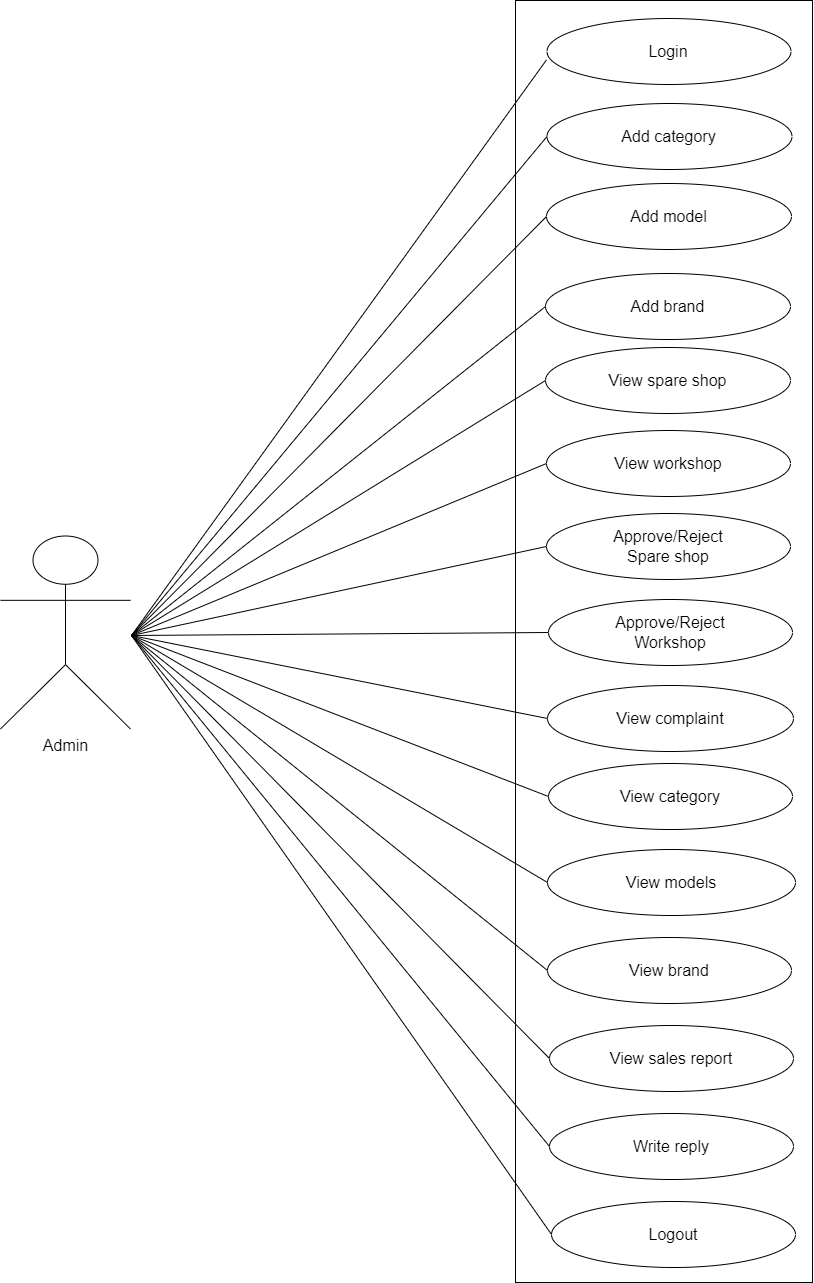 Login
Add category
Add model
Add brand
View spare shop
View workshop
Approve/Reject
Spare shop
Approve/Reject
Workshop
View complaint
Admin
View category
View models
View brand
View sales report
Write reply
Logout